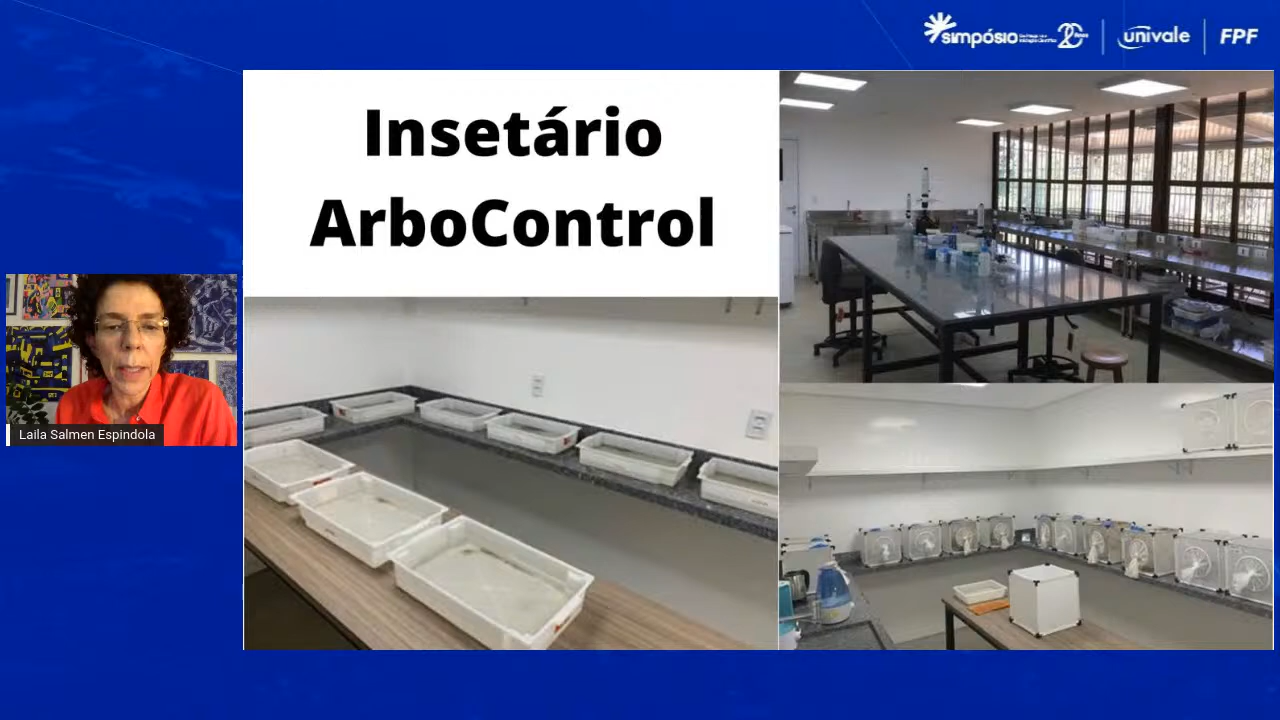 simpósio
univale
FPF
Insetário
ArboControl
Laila Salmen Espindola